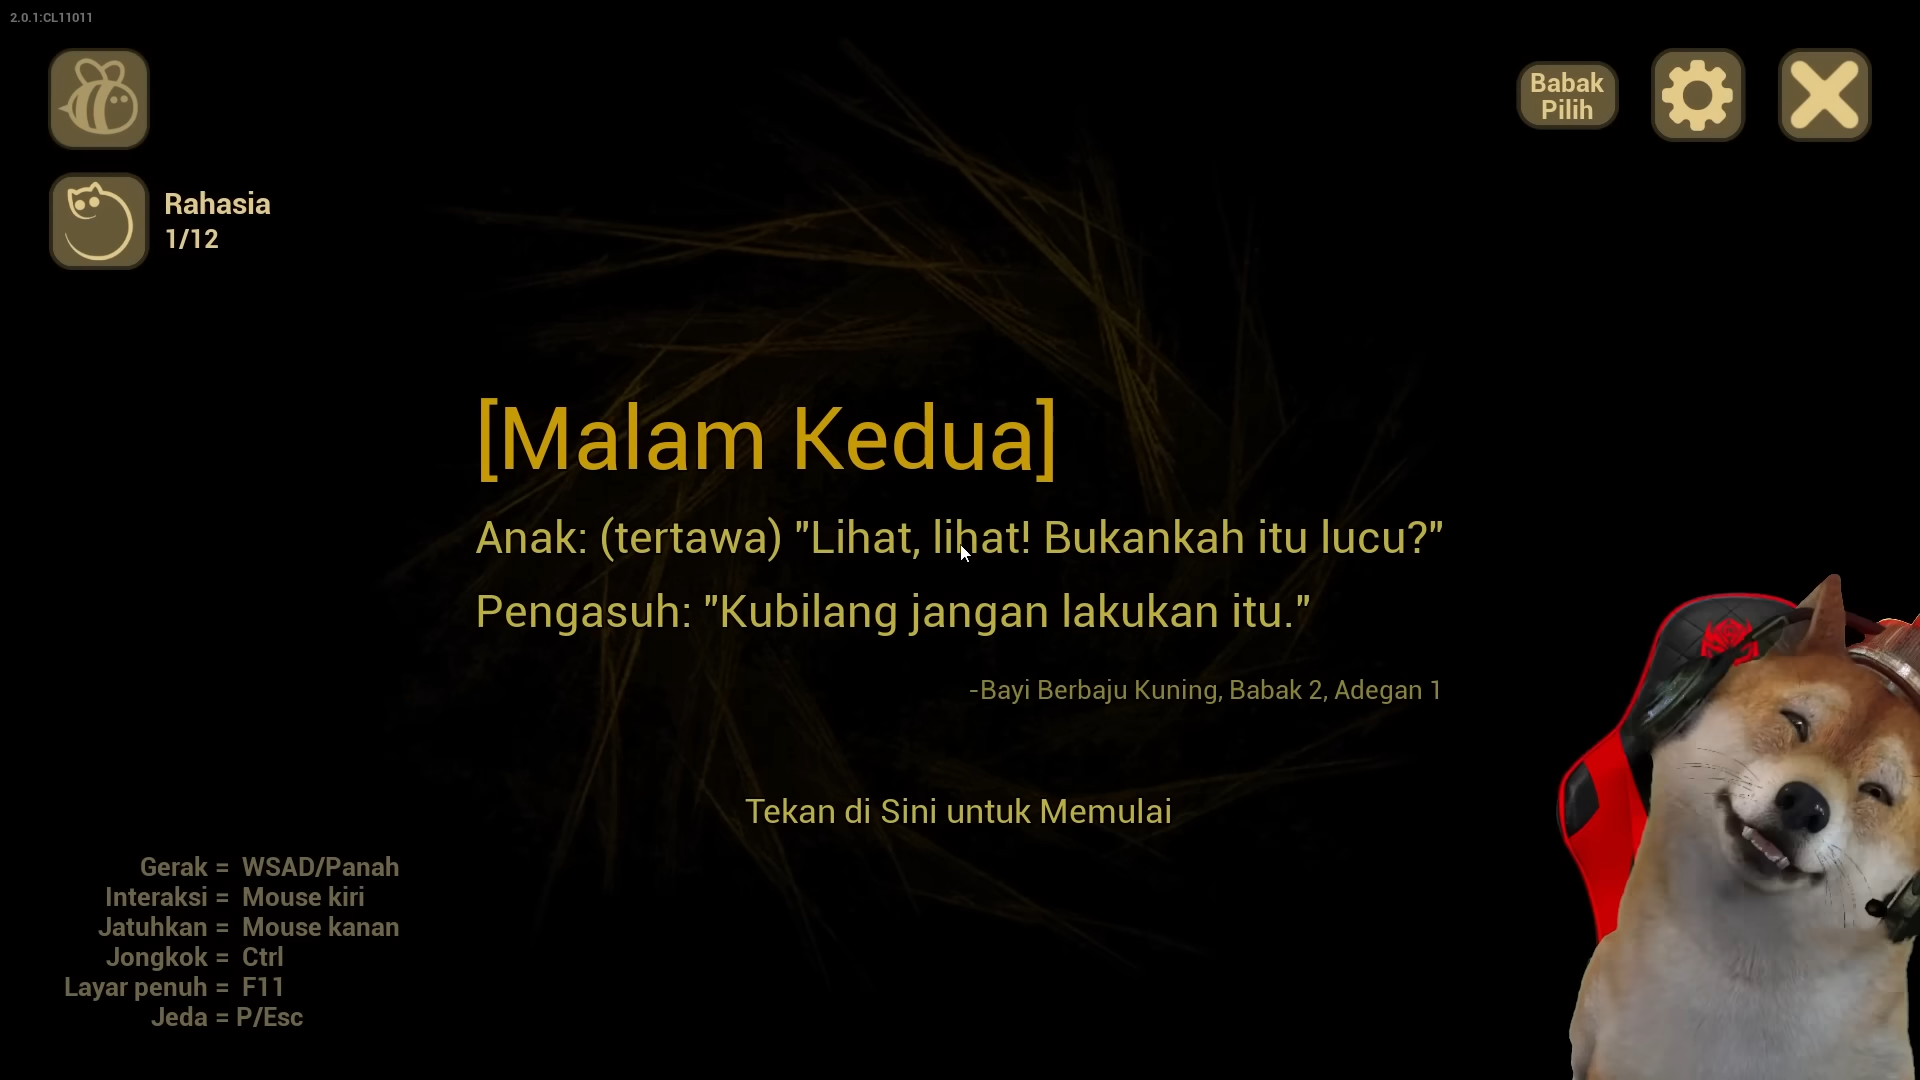 2.0.1:CL11011
Babak
Pilih
Rahasia
1/12
[Malam Kedua]
Anak: (tertawa) "Lihat, lihat! Bukankah itu lucu?"
Pengasuh: "Kubilang jangan lakukan itu."
-Bayi Berbaju Kuning, Babak 2, Adegan 1
Tekan di Sini untuk Memulai
Gerak = WSAD/Panah
Interaksi = Mouse kiri
Jatuhkan = Mouse kanan
Jongkok = Ctrl
Layar penuh = F11
Jeda = P/Esc